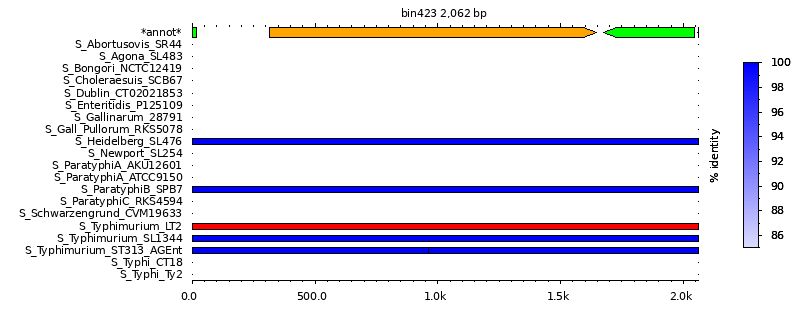 bin423 2,062 bp
*annot*
S_Abortusovis_SR44
S_Agona_SL483
S_Bongori_NCTC12419
S_Choleraesuis_SCB67
S_Dublin_CT02021853
S_Enteritidis_P125109
S_Gallinarum_28791
S_Gall_Pullorum_RKS5078
S_Heidelberg_SL476
S_Newport_SL254
S_ParatyphiA_AKU12601
S_ParatyphiA_ATCC9150
S_ParatyphiB_SPB7
S_ParatyphiC_RKS4594
S_Schwarzengrund_CVM19633
S_Typhimurium_LT2
S_Typhimurium_SL1344
S_Typhimurium_ST313_AGEnt
S_Typhi_CT18
S_Typhi_Ty2
0.0 500.0 1.0k 1.5k 2.0k
% identity
100
98
96
94
92
90
88
86